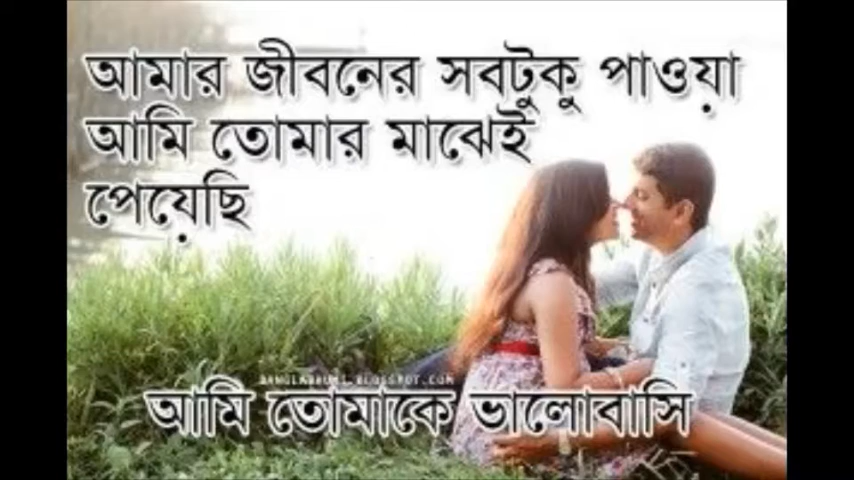 আমার জীবনের সবটুকু পাওয়া
আমি তোমার মাঝেই
পেয়েছি
আমি তোমাকে ভালোবাসি